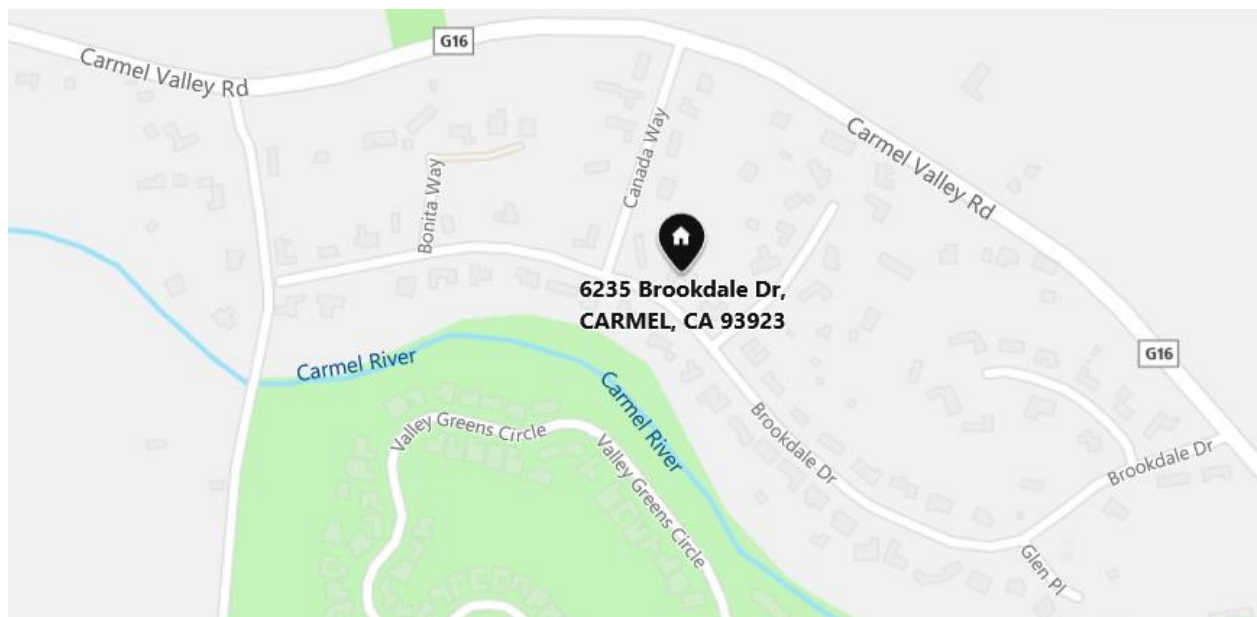 G16
Carmel Valley Rd
Canada Way
Carmel Valley Rd
Bonita Way
6235 Brookdale Dr,
CARMEL, CA 93923
Carmel River
G16
Carmel River
Valley Greens Circle
Valley Greens Circle
Brookdale Dr
Brookdale Dr
Glen Pl